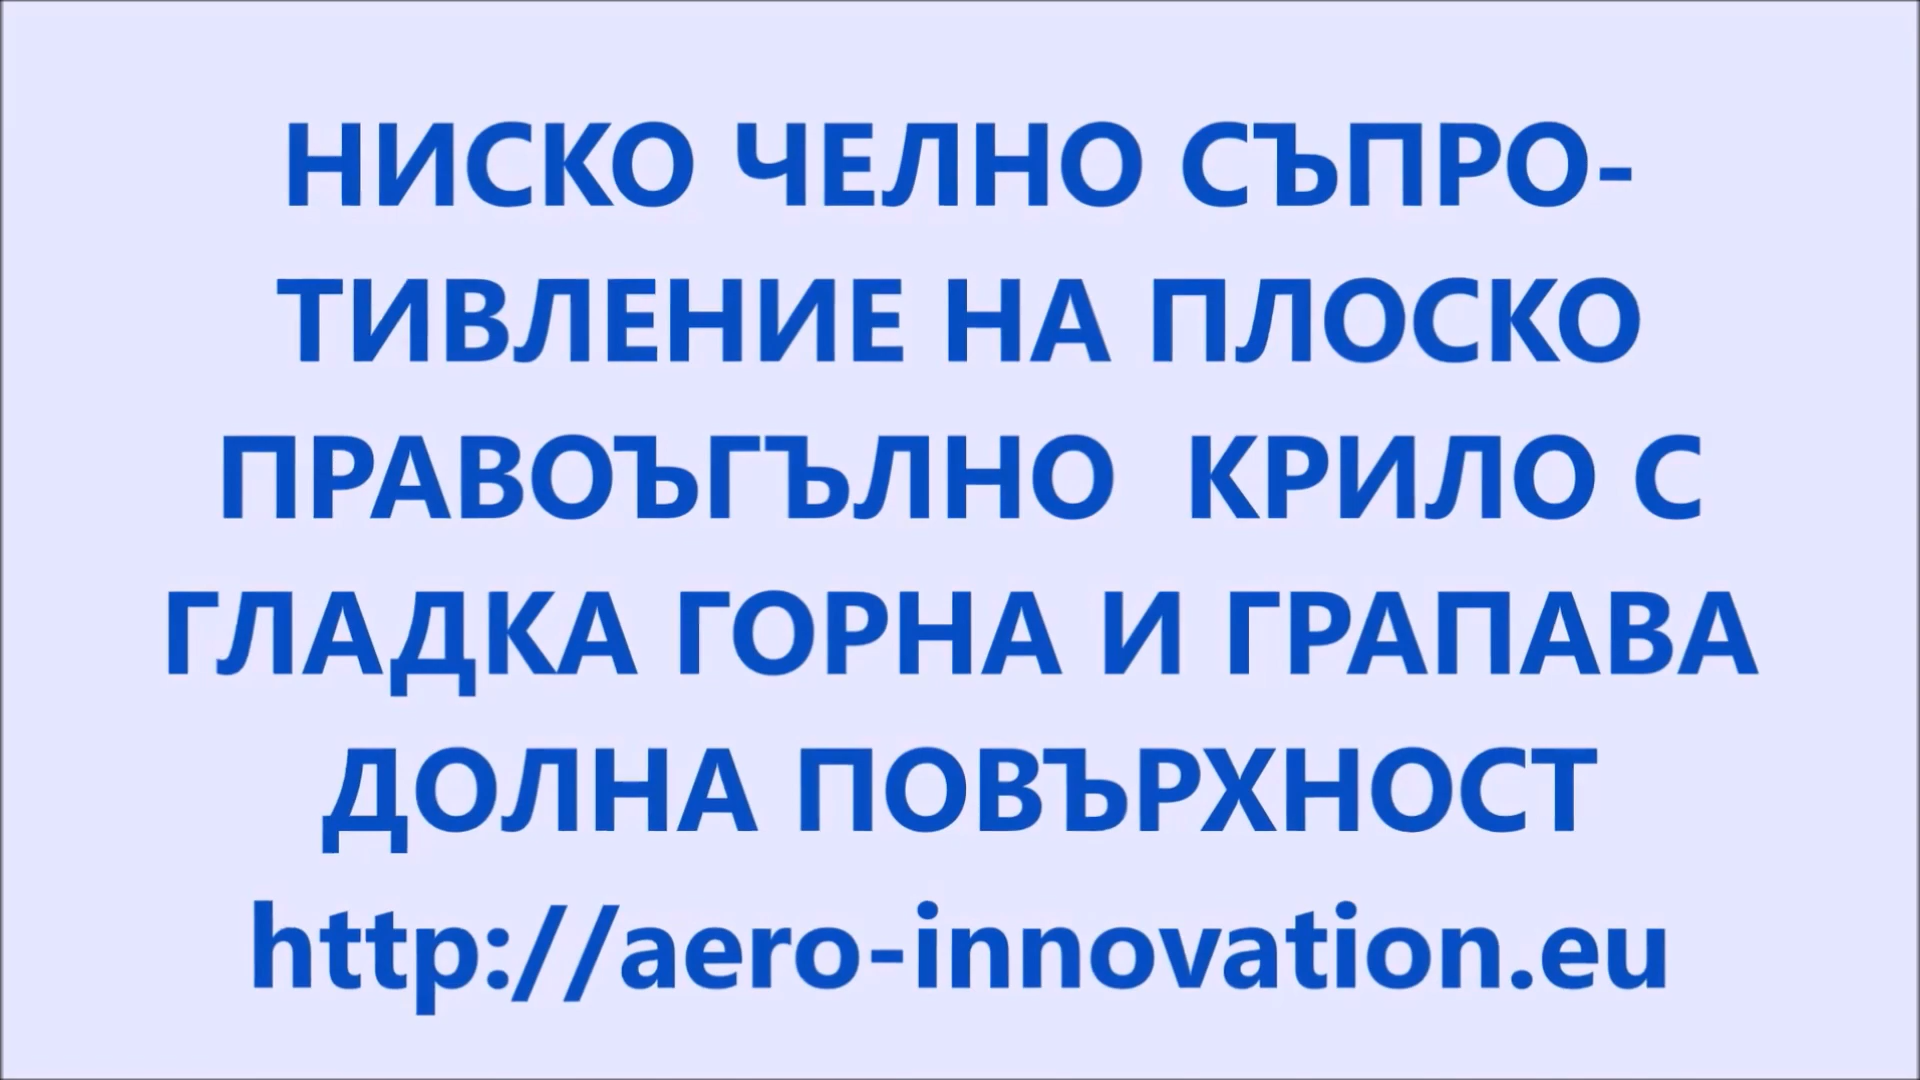 НИСКО ЧЕЛНО СЪПРО-
ТИВЛЕНИЕ НА ПЛОСКО
ПРАВОЪГЪЛНО  КРИЛО С
ГЛАДКА ГОРНА И ГРАПАВА
ДОЛНА ПОВЪРХНОСТ
http://aero-innovation.eu